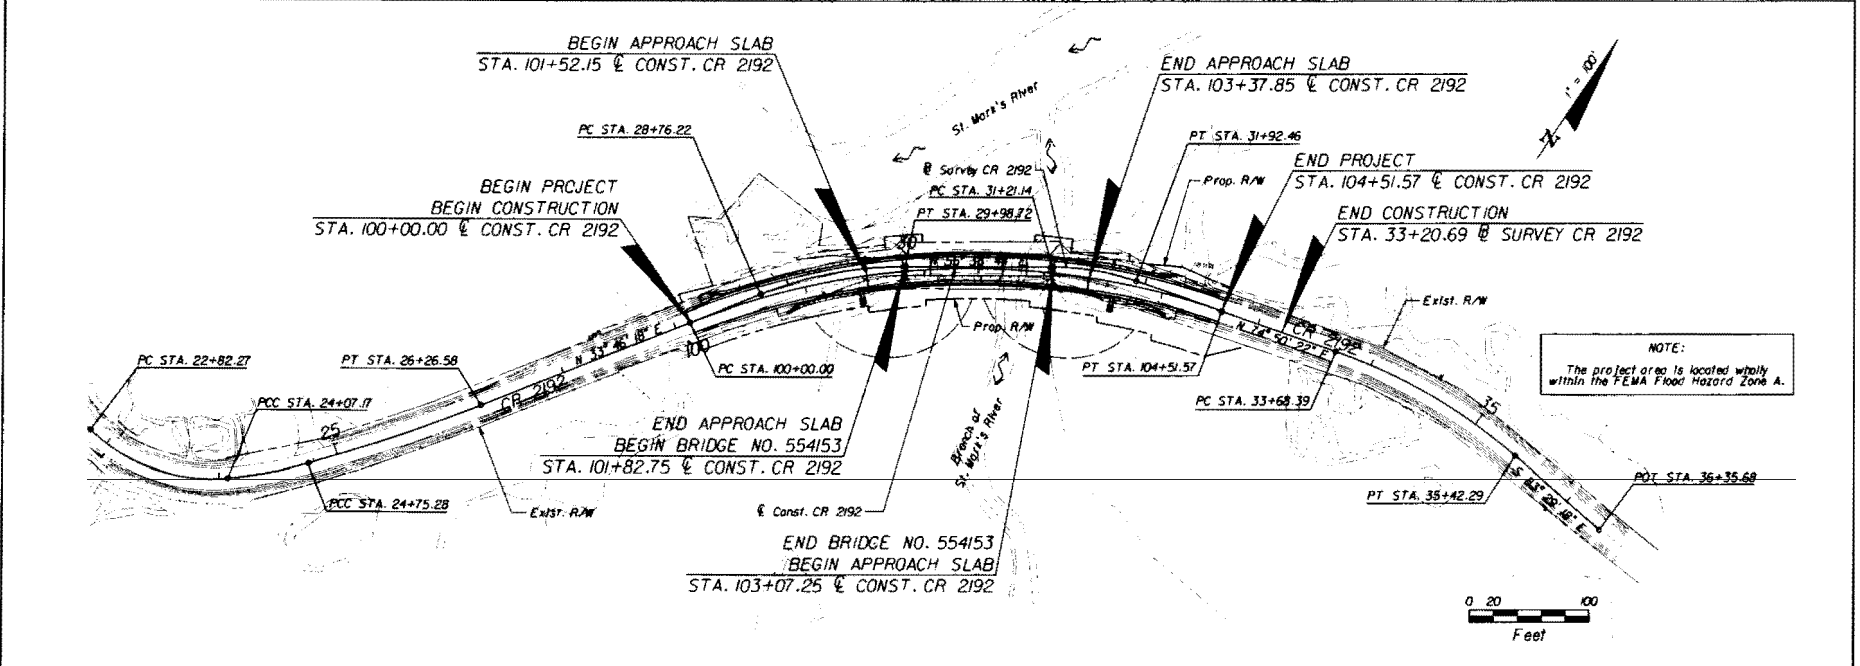 BEGIN APPROACH SLAB
STA. 101+52.15 ℄ CONST. CR 2192
END APPROACH SLAB
STA. 103+37.85 ℄ CONST. CR 2192
1" = 100'
N
St. Mark's River
PC STA. 28+76.22
PT STA. 31+92.46
END PROJECT
STA. 104+51.57 ℄ CONST. CR 2192
BEGIN PROJECT
BEGIN CONSTRUCTION
STA. 100+00.00 ℄ CONST. CR 2192
Survey CR 2192
PC STA. 31+21.14
PT STA. 29+98.72
Prop. R/W
END CONSTRUCTION
STA. 33+20.69 SURVEY CR 2192
30
Exist. R/W
N 33° 46' 18" E
100
Prop. R/W
N 74° 50' 22" E
CR 2192
NOTE:
The project area is located wholly
within the FEMA Flood Hazard Zone A.
PC STA. 22+82.27
PT STA. 26+26.58
PC STA. 100+00.00
PT STA. 104+51.57
PC STA. 33+68.39
PCC STA. 24+07.17
CR 2192
35
25
END APPROACH SLAB
BEGIN BRIDGE NO. 554153
STA. 101+82.75 ℄ CONST. CR 2192
Branch of
St. Mark's River
PCC STA. 24+75.28
Exist. R/W
℄ Const. CR 2192
PT STA. 35+42.29
POT STA. 36+35.68
END BRIDGE NO. 554153
BEGIN APPROACH SLAB
STA. 103+07.25 ℄ CONST. CR 2192
0 20 100
Feet